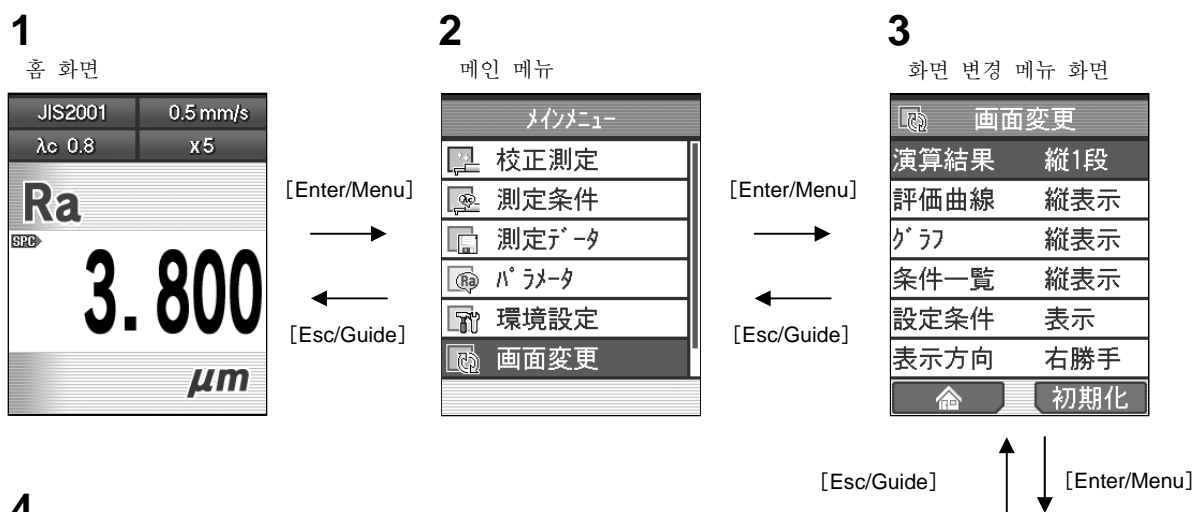 1
홈 화면
JIS2001 0.5 mm/s
λc 0.8 x5
Ra
SPC
3.800
μm
[Enter/Menu]
[Esc/Guide]
2
메인 메뉴
ﾒｲﾝﾒﾆｭｰ
校正測定
測定条件
測定ﾃﾞｰﾀ
Ra ﾊﾟﾗﾒｰﾀ
環境設定
画面変更
[Enter/Menu]
[Esc/Guide]
3
화면 변경 메뉴 화면
画面変更
演算結果 縦1段
評価曲線 縦表示
ｸﾞﾗﾌ 縦表示
条件一覧 縦表示
設定条件 表示
表示方向 右勝手
初期化
[Esc/Guide] [Enter/Menu]
4